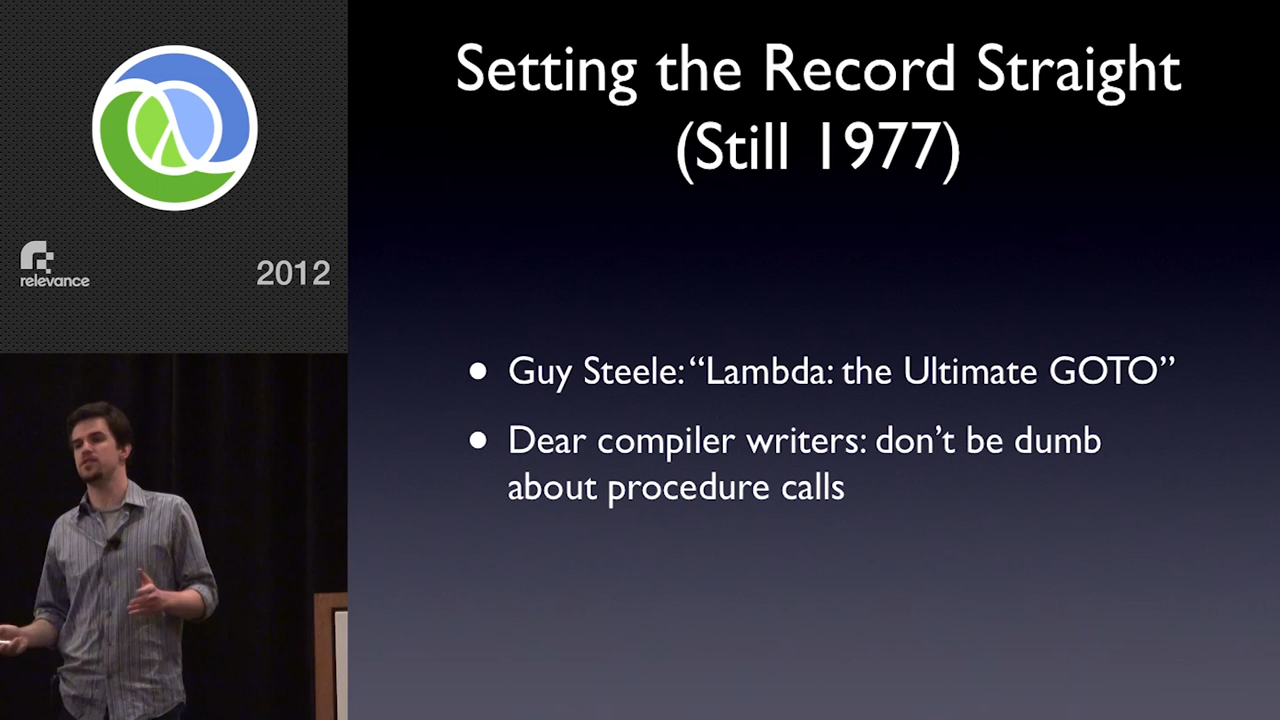 Setting the Record Straight
(Still 1977)
relevance
2012
• Guy Steele: “Lambda: the Ultimate GOTO”
• Dear compiler writers: don’t be dumb
about procedure calls